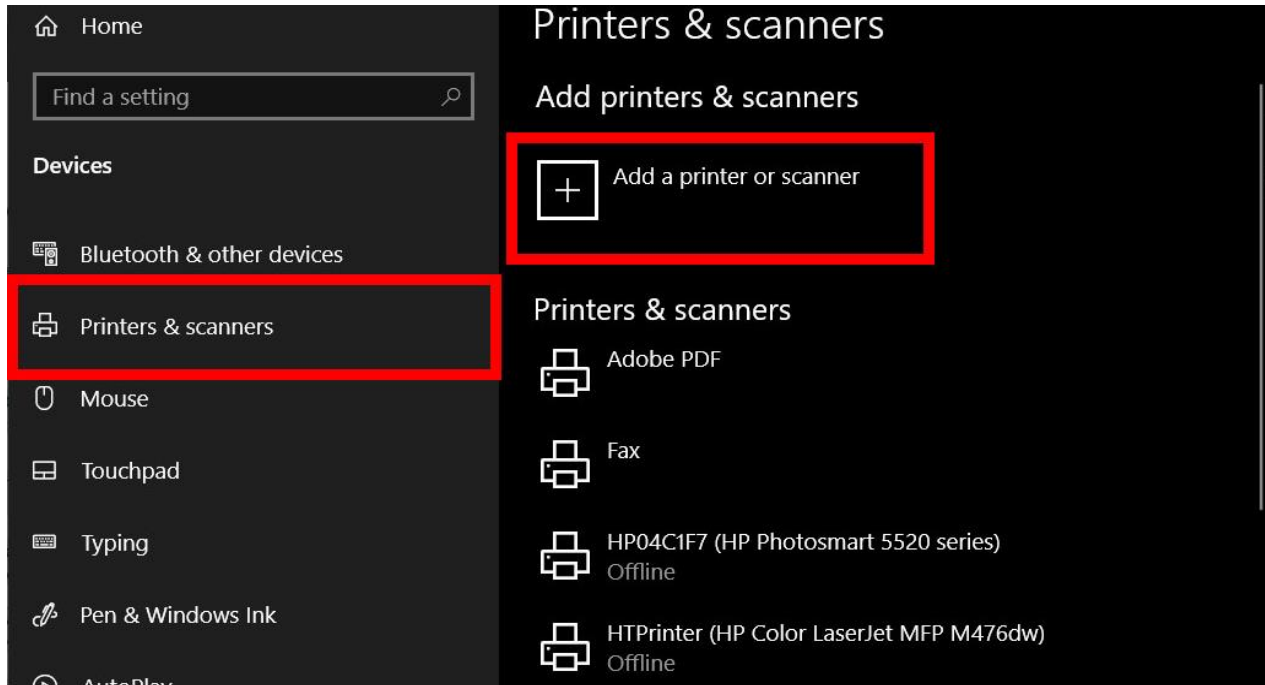 Home
Find a setting
Devices
Bluetooth & other devices
Printers & scanners
Mouse
Touchpad
Typing
Pen & Windows Ink
AutoPlay
Printers & scanners
Add printers & scanners
Add a printer or scanner
Printers & scanners
Adobe PDF
Fax
HP04C1F7 (HP Photosmart 5520 series)
Offline
HTPrinter (HP Color LaserJet MFP M476dw)
Offline